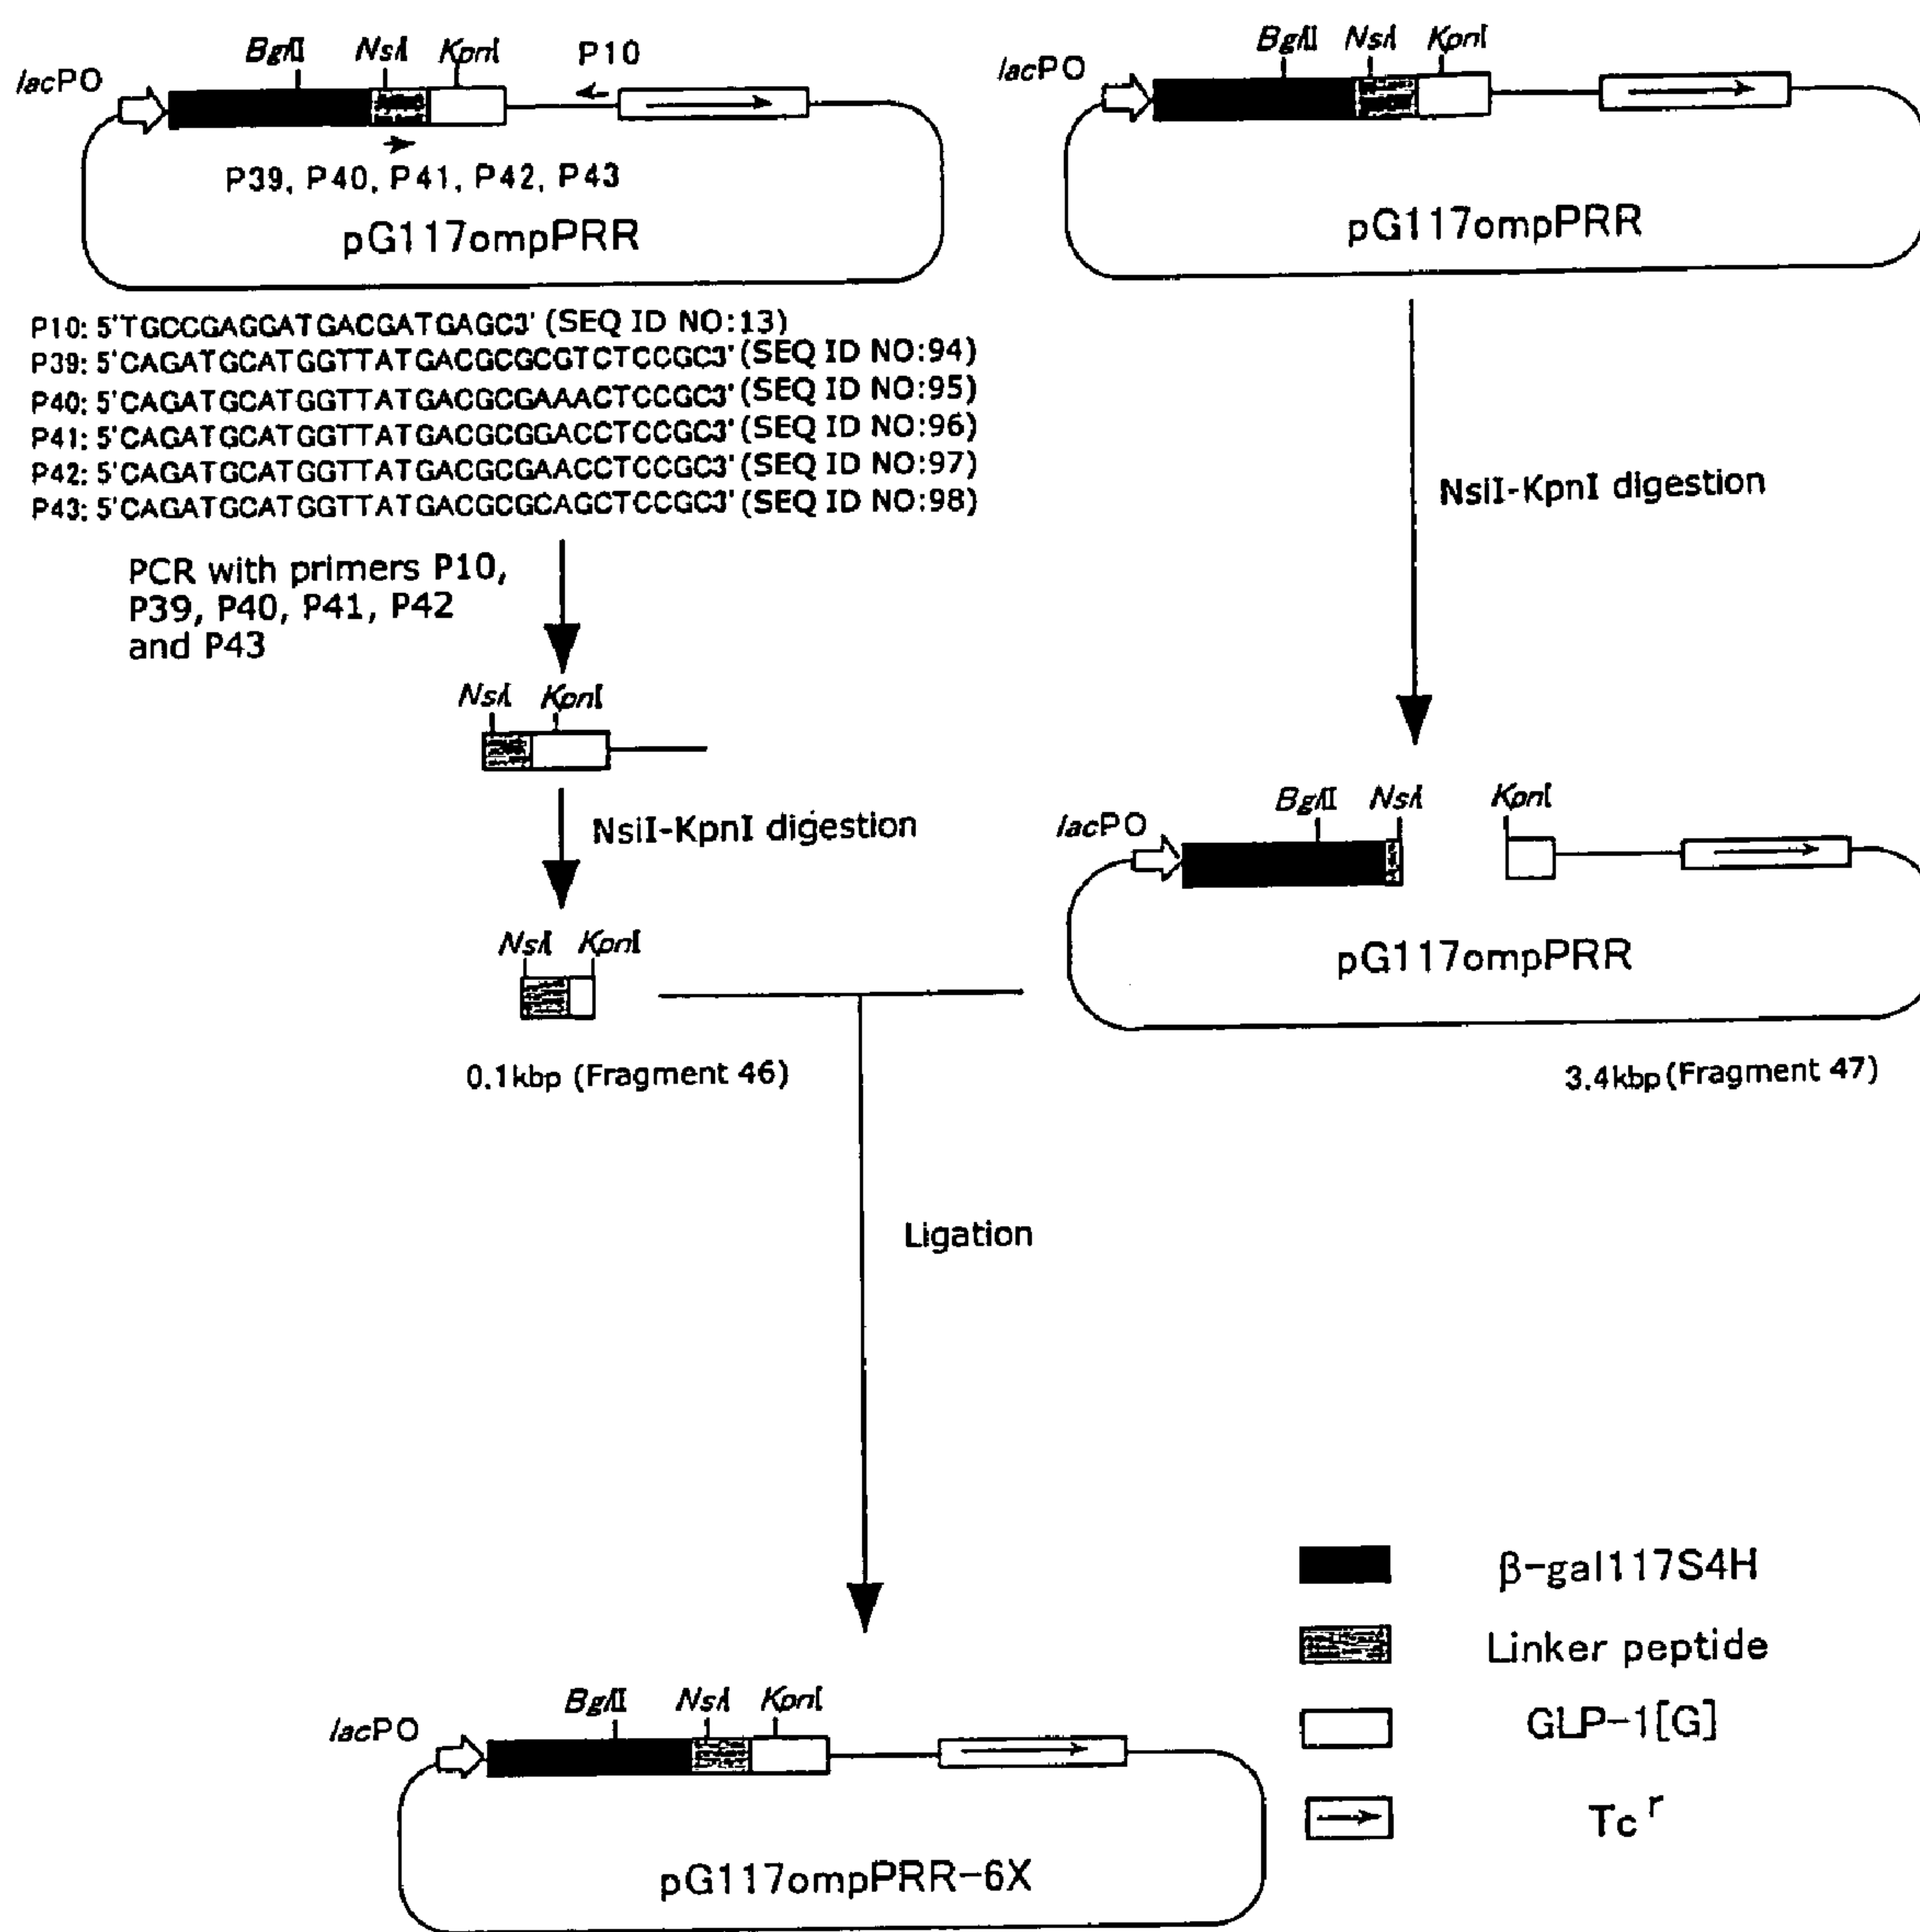 BglII NsiI KpnI P10
lacPO
P39, P40, P41, P42, P43
pG117ompPRR
BglII NsiI KpnI
lacPO
pG117ompPRR
P10: 5'TGCCGAGGATGACGATGAGC3' (SEQ ID NO:13)
P39: 5'CAGATGCATGGTTATGACGCGCGTCTCCGC3' (SEQ ID NO:94)
P40: 5'CAGATGCATGGTTATGACGCGAAACTCCGC3' (SEQ ID NO:95)
P41: 5'CAGATGCATGGTTATGACGCGGACCTCCGC3' (SEQ ID NO:96)
P42: 5'CAGATGCATGGTTATGACGCGAACCTCCGC3' (SEQ ID NO:97)
P43: 5'CAGATGCATGGTTATGACGCGCAGCTCCGC3' (SEQ ID NO:98)
NsiI-KpnI digestion
PCR with primers P10,
P39, P40, P41, P42
and P43
NsiI KpnI
NsiI-KpnI digestion
BglII NsiI KpnI
lacPO
pG117ompPRR
NsiI KpnI
0.1kbp (Fragment 46)
3.4kbp (Fragment 47)
Ligation
β-gal117S4H
Linker peptide
GLP-1[G]
Tc r
BglII NsiI KpnI
lacPO
pG117ompPRR-6X